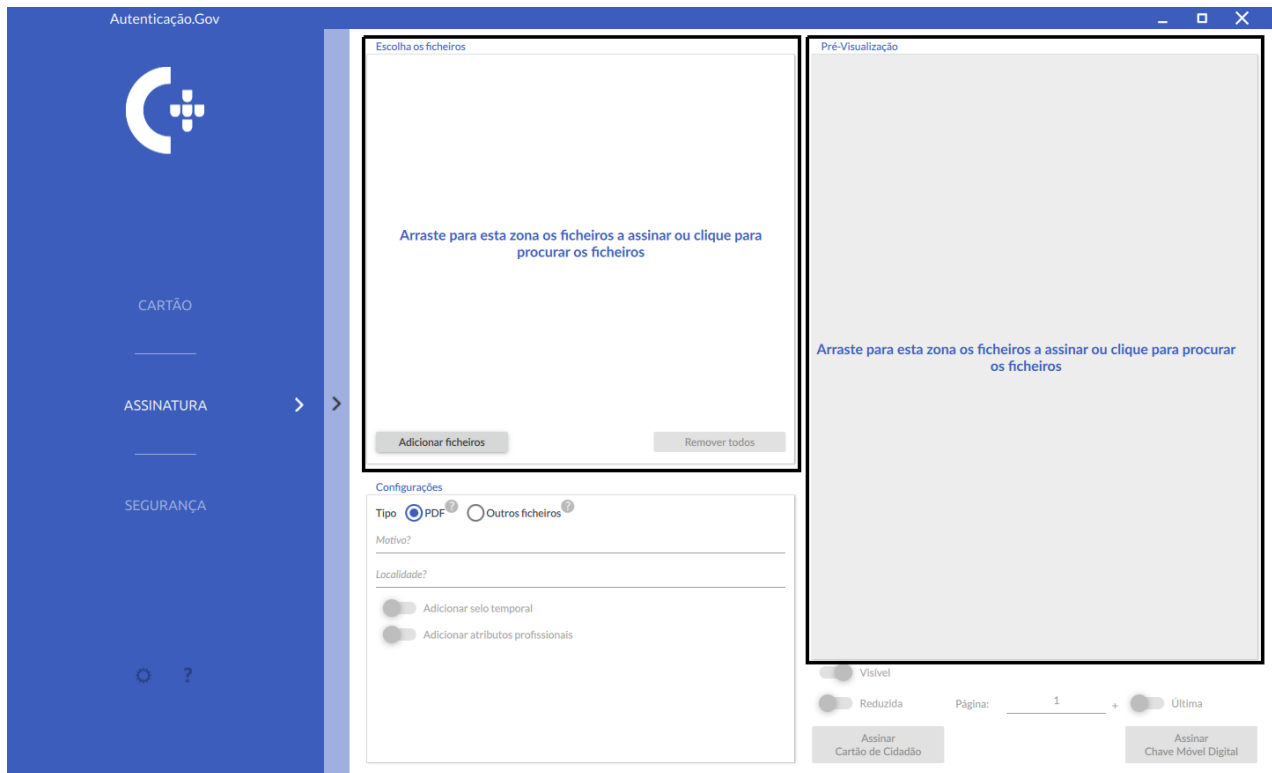 Autenticação.Gov
CARTÃO
ASSINATURA
SEGURANÇA
?
Escolha os ficheiros
Arraste para esta zona os ficheiros a assinar ou clique para
procurar os ficheiros
Adicionar ficheiros
Remover todos
Configurações
Tipo PDF ? Outros ficheiros ?
Motivo?
Localidade?
Adicionar selo temporal
Adicionar atributos profissionais
Pré-Visualização
Arraste para esta zona os ficheiros a assinar ou clique para procurar
os ficheiros
Visível
Reduzida Página: 1 + Última
Assinar
Cartão de Cidadão
Assinar
Chave Móvel Digital